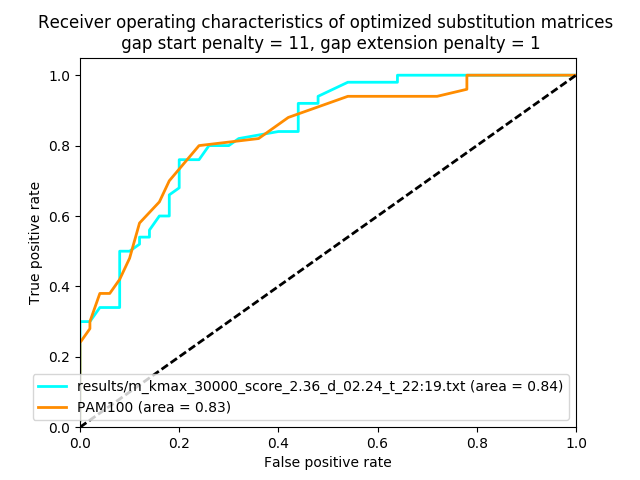 Receiver operating characteristics of optimized substitution matrices
gap start penalty = 11, gap extension penalty = 1
1.0
0.8
0.6
0.4
0.2
0.0
True positive rate
results/m_kmax_30000_score_2.36_d_02.24_t_22:19.txt (area = 0.84)
PAM100 (area = 0.83)
0.0 0.2 0.4 0.6 0.8 1.0
False positive rate